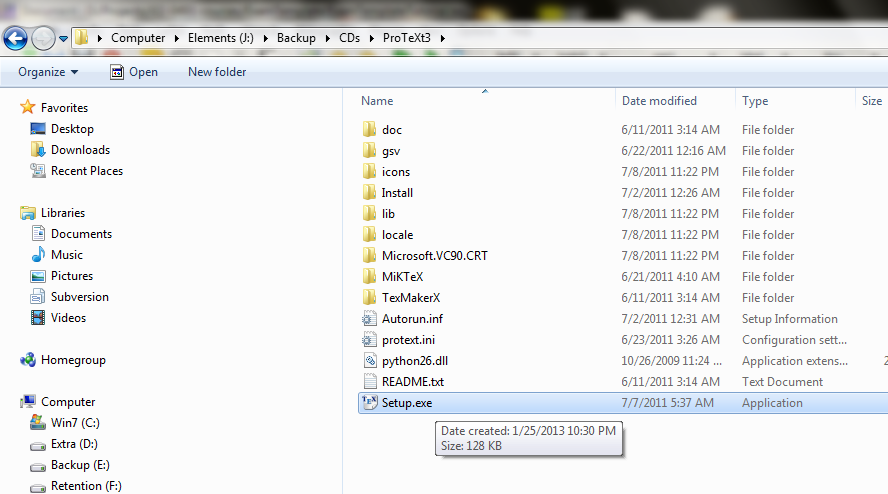 Computer Elements (J:) Backup CDs ProTeXt3
Organize Open New folder
Favorites
Desktop
Downloads
Recent Places
Libraries
Documents
Music
Pictures
Subversion
Videos
Homegroup
Computer
Win7 (C:)
Extra (D:)
Backup (E:)
Retention (F:)
Name Date modified Type Size
doc 6/11/2011 3:14 AM File folder
gsv 6/22/2011 12:16 AM File folder
icons 7/8/2011 11:22 PM File folder
Install 7/2/2011 12:26 AM File folder
lib 7/8/2011 11:22 PM File folder
locale 7/8/2011 11:22 PM File folder
Microsoft.VC90.CRT 7/8/2011 11:22 PM File folder
MiKTeX 6/21/2011 4:10 AM File folder
TexMakerX 6/11/2011 3:14 AM File folder
Autorun.inf 7/2/2011 12:31 AM Setup Information
protext.ini 6/23/2011 3:26 AM Configuration sett...
python26.dll 10/26/2009 11:24 ... Application extens... 2
README.txt 6/11/2011 3:14 AM Text Document
TEX Setup.exe 7/7/2011 5:37 AM Application
Date created: 1/25/2013 10:30 PM
Size: 128 KB